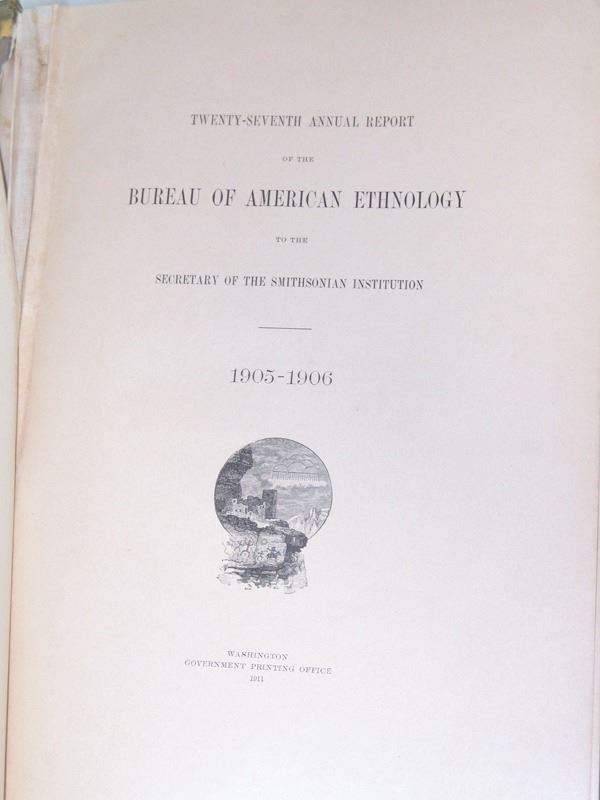 TWENTY-SEVENTH ANNUAL REPORT
OF THE
BUREAU OF AMERICAN ETHNOLOGY
TO THE
SECRETARY OF THE SMITHSONIAN INSTITUTION
1905-1906
WASHINGTON
GOVERNMENT PRINTING OFFICE
1911